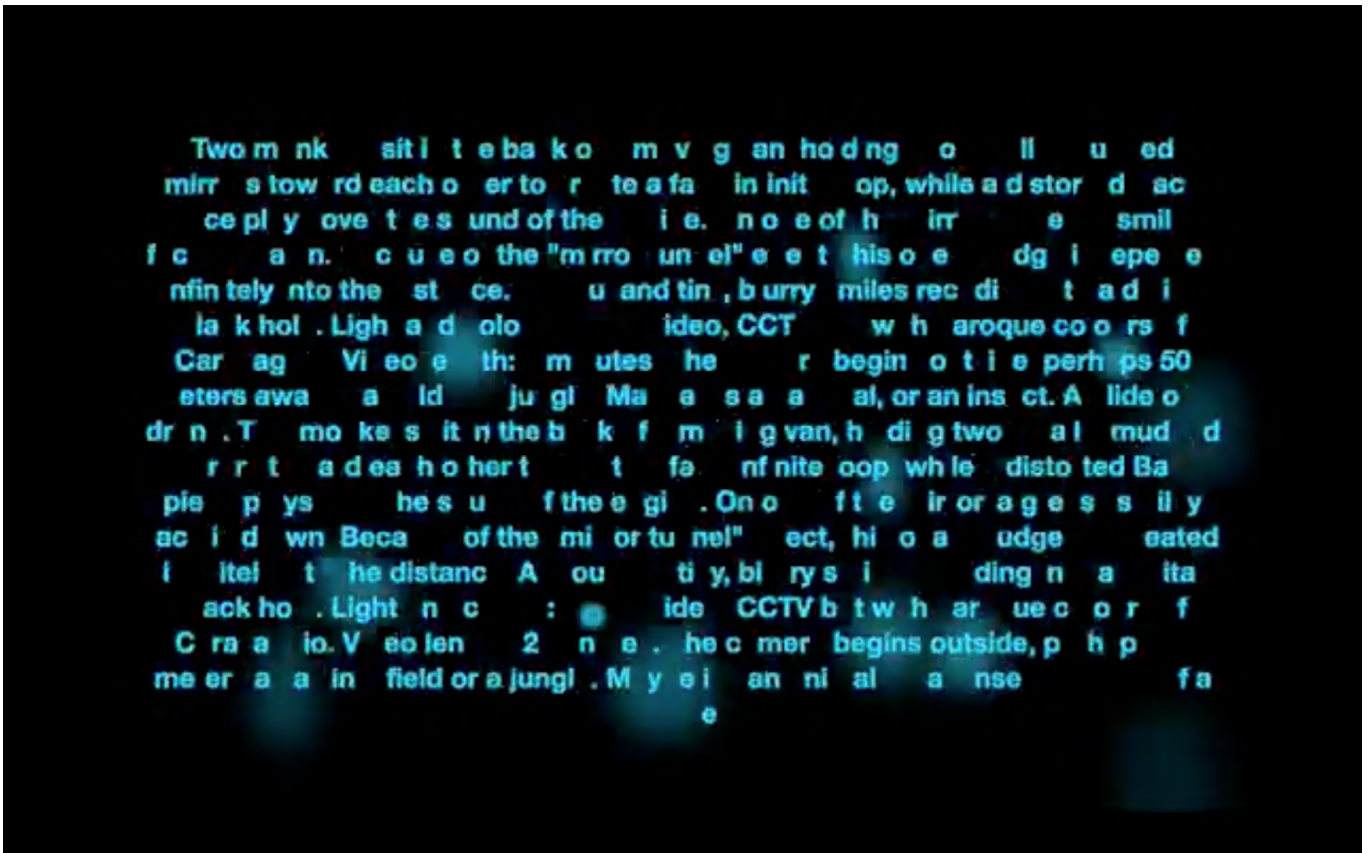 Two m nk sit i t e ba k o m v g an ho d ng o ll u ed
mirr s tow rd each o er to r te a fa in init op, while a d stor d ac
ce pl y ove t e s und of the i e. n o e of h irr e smil
f c a n. c u e o the "m rro un el" e e t his o e dg i epe e
nfin tely nto the st ce. u and tin , b urry miles rec di t a d i
la k hol . Ligh a d olo ideo, CCT w h aroque co o rs f
Car ag Vi eo e th: m utes he r begin o t i e perh ps 50
eters awa a ld ju gl Ma e s a a al, or an ins ct. A lide o
dr n . T mo ke s it n the b k f m i g van, h di g two a l mud d
r r t a d ea h o her t t fa nf nite oop wh le disto ted Ba
pie p ys he s u f the e gi . On o f t e ir or a g e s s il y
ac i d wn Beca of the mi or tu nel" ect, hi o a udge eated
i itel t he distanc A ou ti y, bl ry s i ding n a ita
ack ho . Light n c : e ide CCTV b t w h ar ue c o r f
C ra a io. V eo len 2 n e . he c mer begins outside, p h p
me er a a in field or a jungl . M y e i an ni al a nse f a
e